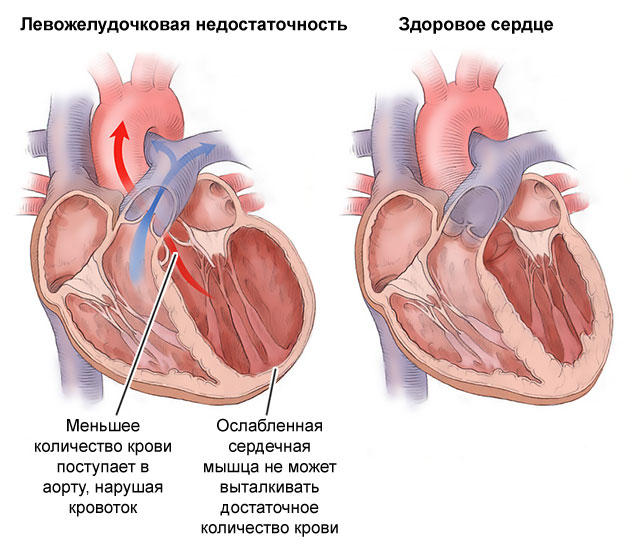 Левожелудочковая недостаточность
Здоровое сердце
Меньшее
количество крови
поступает в
аорту, нарушая
кровоток
Ослабленная
сердечная
мышца не может
выталкивать
достаточное
количество крови